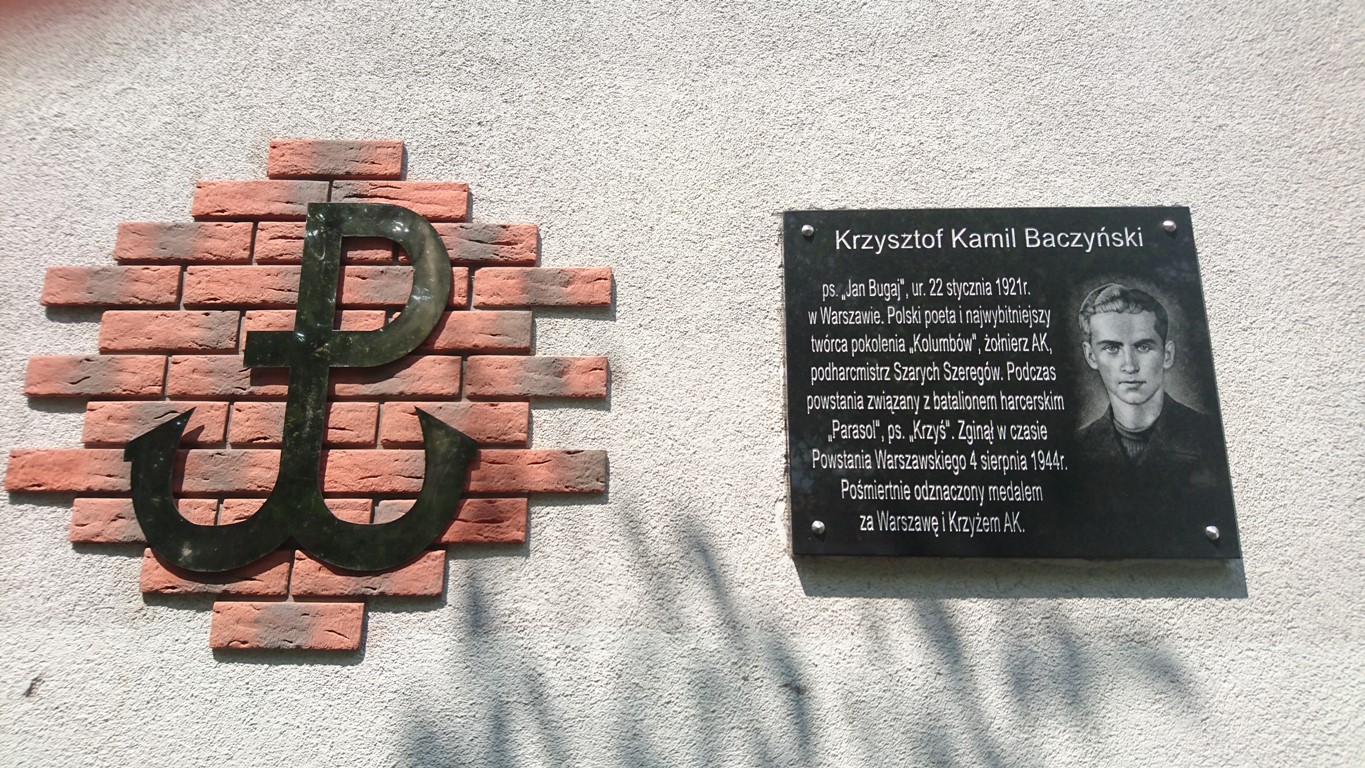 Krzysztof Kamil Baczyński
ps. „Jan Bugaj", ur. 22 stycznia 1921r.
w Warszawie. Polski poeta i najwybitniejszy
twórca pokolenia „Kolumbów", żołnierz AK,
podharcmistrz Szarych Szeregów. Podczas
powstania związany z batalionem harcerskim
„Parasol", ps. „Krzyś". Zginął w czasie
Powstania Warszawskiego 4 sierpnia 1944r.
Pośmiertnie odznaczony medalem
za Warszawę i Krzyżem AK.